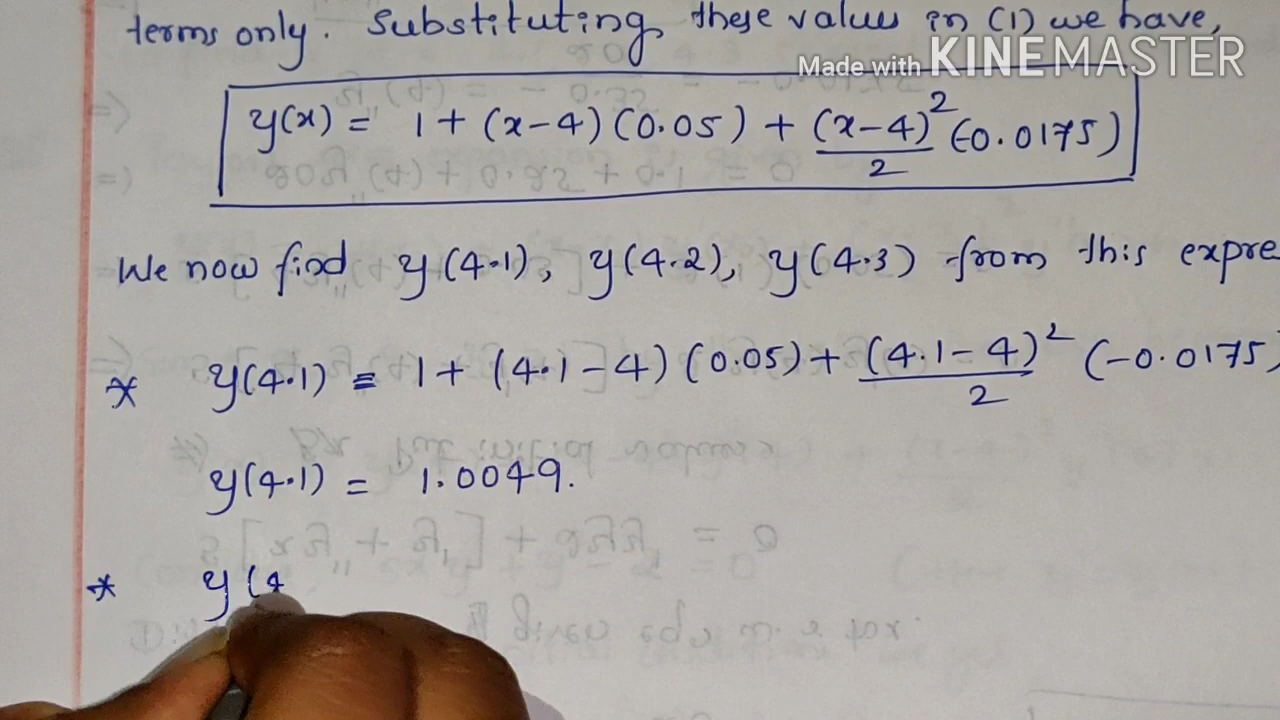 terms only. Substituting these values in (1) we have,
Made with KINEMASTER
y(x) = 1 + (x-4) (0.05) + (x-4)²/2 (-0.0175)
We now find y(4.1), y(4.2), y(4.3) from this expre
* y(4.1) = 1 + (4.1-4) (0.05) + (4.1-4)²/2 (-0.0175)
y(4.1) = 1.0049.
* y(4